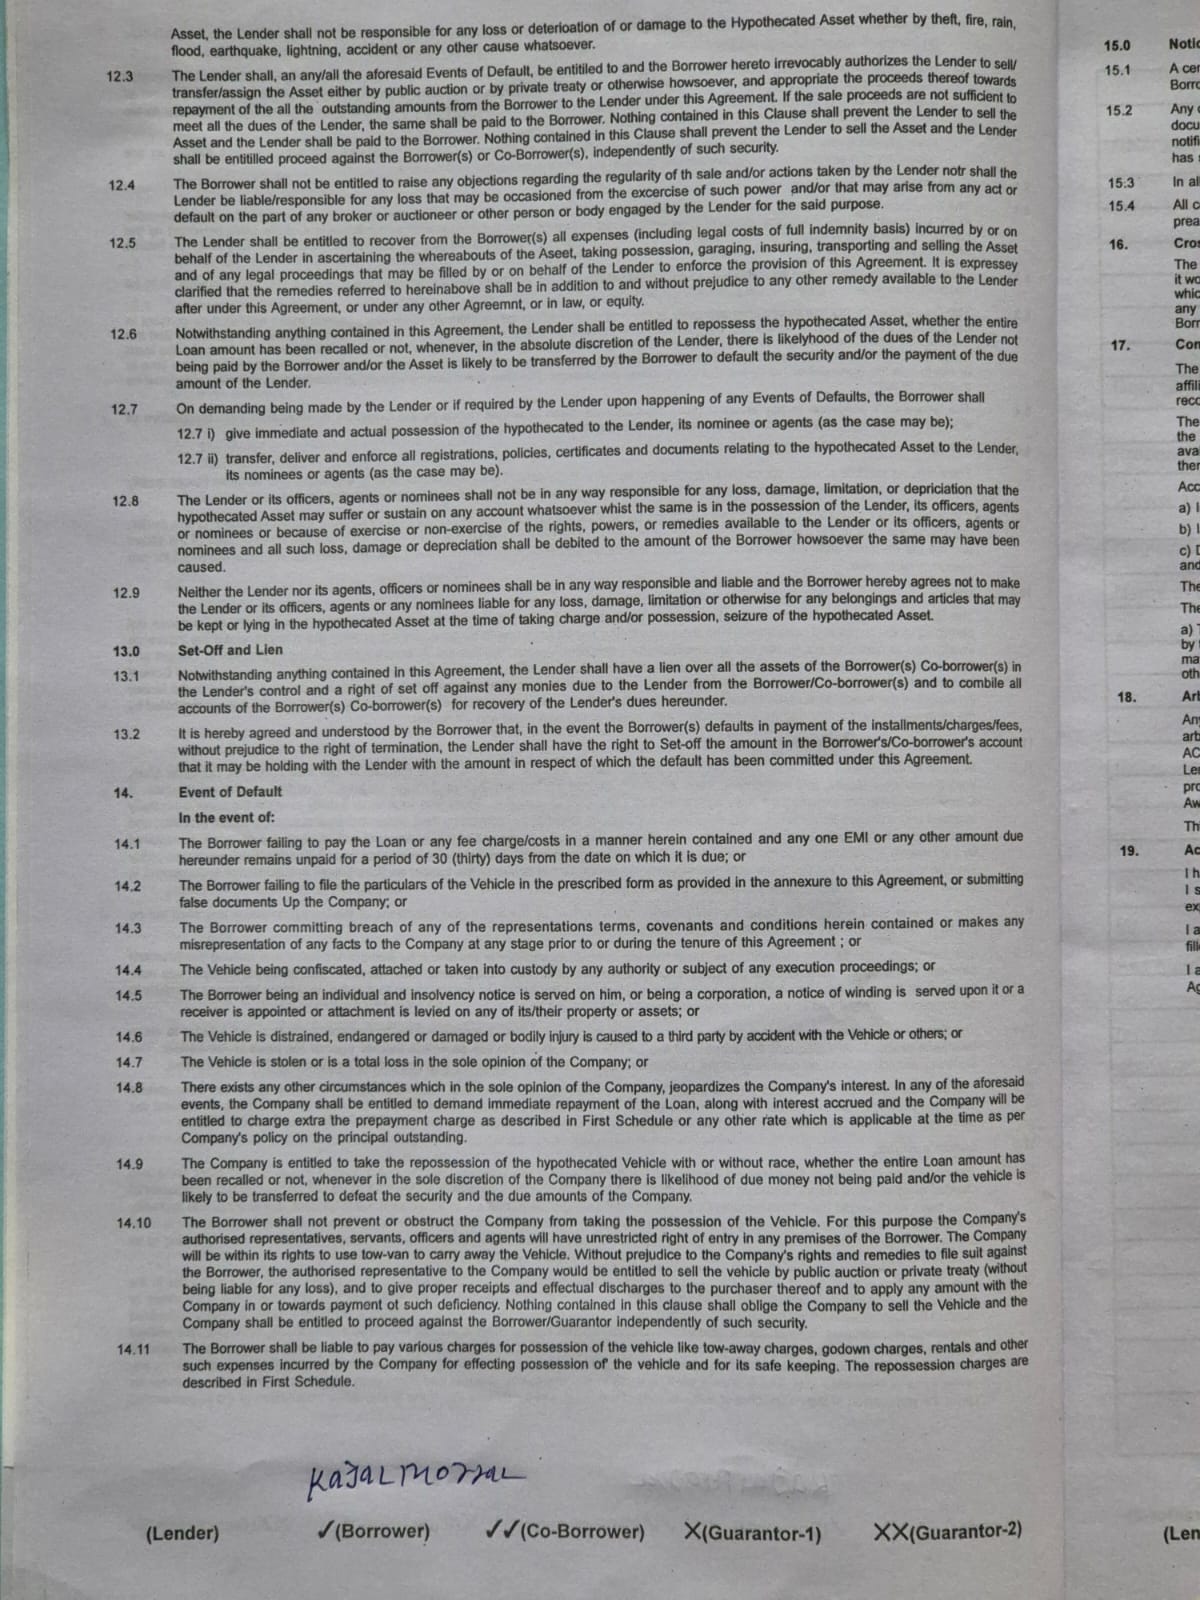 Asset, the Lender shall not be responsible for any loss or deterioation of or damage to the Hypothecated Asset whether by theft, fire, rain,
flood, earthquake, lightning, accident or any other cause whatsoever.
12.3 The Lender shall, an any/all the aforesaid Events of Default, be entitiled to and the Borrower hereto irrevocably authorizes the Lender to sell/
transfer/assign the Asset either by public auction or by private treaty or otherwise howsoever, and appropriate the proceeds thereof towards
repayment of the all the outstanding amounts from the Borrower to the Lender under this Agreement. If the sale proceeds are not sufficient to
meet all the dues of the Lender, the same shall be paid to the Borrower. Nothing contained in this Clause shall prevent the Lender to sell the
Asset and the Lender shall be paid to the Borrower. Nothing contained in this Clause shall prevent the Lender to sell the Asset and the Lender
shall be entitilled proceed against the Borrower(s) or Co-Borrower(s), independently of such security.
12.4 The Borrower shall not be entitled to raise any objections regarding the regularity of th sale and/or actions taken by the Lender notr shall the
Lender be liable/responsible for any loss that may be occasioned from the excercise of such power and/or that may arise from any act or
default on the part of any broker or auctioneer or other person or body engaged by the Lender for the said purpose.
12.5 The Lender shall be entitled to recover from the Borrower(s) all expenses (including legal costs of full indemnity basis) incurred by or on
behalf of the Lender in ascertaining the whereabouts of the Aseet, taking possession, garaging, insuring, transporting and selling the Asset
and of any legal proceedings that may be filled by or on behalf of the Lender to enforce the provision of this Agreement. It is expressey
clarified that the remedies referred to hereinabove shall be in addition to and without prejudice to any other remedy available to the Lender
after under this Agreement, or under any other Agreemnt, or in law, or equity.
12.6 Notwithstanding anything contained in this Agreement, the Lender shall be entitled to repossess the hypothecated Asset, whether the entire
Loan amount has been recalled or not, whenever, in the absolute discretion of the Lender, there is likelyhood of the dues of the Lender not
being paid by the Borrower and/or the Asset is likely to be transferred by the Borrower to default the security and/or the payment of the due
amount of the Lender.
12.7 On demanding being made by the Lender or if required by the Lender upon happening of any Events of Defaults, the Borrower shall
12.7 i) give immediate and actual possession of the hypothecated to the Lender, its nominee or agents (as the case may be);
12.7 ii) transfer, deliver and enforce all registrations, policies, certificates and documents relating to the hypothecated Asset to the Lender,
its nominees or agents (as the case may be).
12.8 The Lender or its officers, agents or nominees shall not be in any way responsible for any loss, damage, limitation, or depriciation that the
hypothecated Asset may suffer or sustain on any account whatsoever whist the same is in the possession of the Lender, its officers, agents
or nominees or because of exercise or non-exercise of the rights, powers, or remedies available to the Lender or its officers, agents or
nominees and all such loss, damage or depreciation shall be debited to the amount of the Borrower howsoever the same may have been
caused.
12.9 Neither the Lender nor its agents, officers or nominees shall be in any way responsible and liable and the Borrower hereby agrees not to make
the Lender or its officers, agents or any nominees liable for any loss, damage, limitation or otherwise for any belongings and articles that may
be kept or lying in the hypothecated Asset at the time of taking charge and/or possession, seizure of the hypothecated Asset.
13.0 Set-Off and Lien
13.1 Notwithstanding anything contained in this Agreement, the Lender shall have a lien over all the assets of the Borrower(s) Co-borrower(s) in
the Lender's control and a right of set off against any monies due to the Lender from the Borrower/Co-borrower(s) and to combile all
accounts of the Borrower(s) Co-borrower(s) for recovery of the Lender's dues hereunder.
13.2 It is hereby agreed and understood by the Borrower that, in the event the Borrower(s) defaults in payment of the installments/charges/fees,
without prejudice to the right of termination, the Lender shall have the right to Set-off the amount in the Borrower's/Co-borrower's account
that it may be holding with the Lender with the amount in respect of which the default has been committed under this Agreement.
14. Event of Default
In the event of:
14.1 The Borrower failing to pay the Loan or any fee charge/costs in a manner herein contained and any one EMI or any other amount due
hereunder remains unpaid for a period of 30 (thirty) days from the date on which it is due; or
14.2 The Borrower failing to file the particulars of the Vehicle in the prescribed form as provided in the annexure to this Agreement, or submitting
false documents Up the Company; or
14.3 The Borrower committing breach of any of the representations terms, covenants and conditions herein contained or makes any
misrepresentation of any facts to the Company at any stage prior to or during the tenure of this Agreement ; or
14.4 The Vehicle being confiscated, attached or taken into custody by any authority or subject of any execution proceedings; or
14.5 The Borrower being an individual and insolvency notice is served on him, or being a corporation, a notice of winding is served upon it or a
receiver is appointed or attachment is levied on any of its/their property or assets; or
14.6 The Vehicle is distrained, endangered or damaged or bodily injury is caused to a third party by accident with the Vehicle or others; or
14.7 The Vehicle is stolen or is a total loss in the sole opinion of the Company; or
14.8 There exists any other circumstances which in the sole opinion of the Company, jeopardizes the Company's interest. In any of the aforesaid
events, the Company shall be entitled to demand immediate repayment of the Loan, along with interest accrued and the Company will be
entitled to charge extra the prepayment charge as described in First Schedule or any other rate which is applicable at the time as per
Company's policy on the principal outstanding.
14.9 The Company is entitled to take the repossession of the hypothecated Vehicle with or without race, whether the entire Loan amount has
been recalled or not, whenever in the sole discretion of the Company there is likelihood of due money not being paid and/or the vehicle is
likely to be transferred to defeat the security and the due amounts of the Company.
14.10 The Borrower shall not prevent or obstruct the Company from taking the possession of the Vehicle. For this purpose the Company's
authorised representatives, servants, officers and agents will have unrestricted right of entry in any premises of the Borrower. The Company
will be within its rights to use tow-van to carry away the Vehicle. Without prejudice to the Company's rights and remedies to file suit against
the Borrower, the authorised representative to the Company would be entitled to sell the vehicle by public auction or private treaty (without
being liable for any loss), and to give proper receipts and effectual discharges to the purchaser thereof and to apply any amount with the
Company in or towards payment ot such deficiency. Nothing contained in this clause shall oblige the Company to sell the Vehicle and the
Company shall be entitled to proceed against the Borrower/Guarantor independently of such security.
14.11 The Borrower shall be liable to pay various charges for possession of the vehicle like tow-away charges, godown charges, rentals and other
such expenses incurred by the Company for effecting possession of the vehicle and for its safe keeping. The repossession charges are
described in First Schedule.
KAJAL
(Lender) ✓(Borrower) ✓✓(Co-Borrower) X(Guarantor-1) XX(Guarantor-2)
15.0
15.1 A
15.2 Any
15.3 In
15.4 All
16.
The
any
17.
The
The
the
a)
b)
c)
and
The
The
a)
by
18.
19.
I
I
I
I